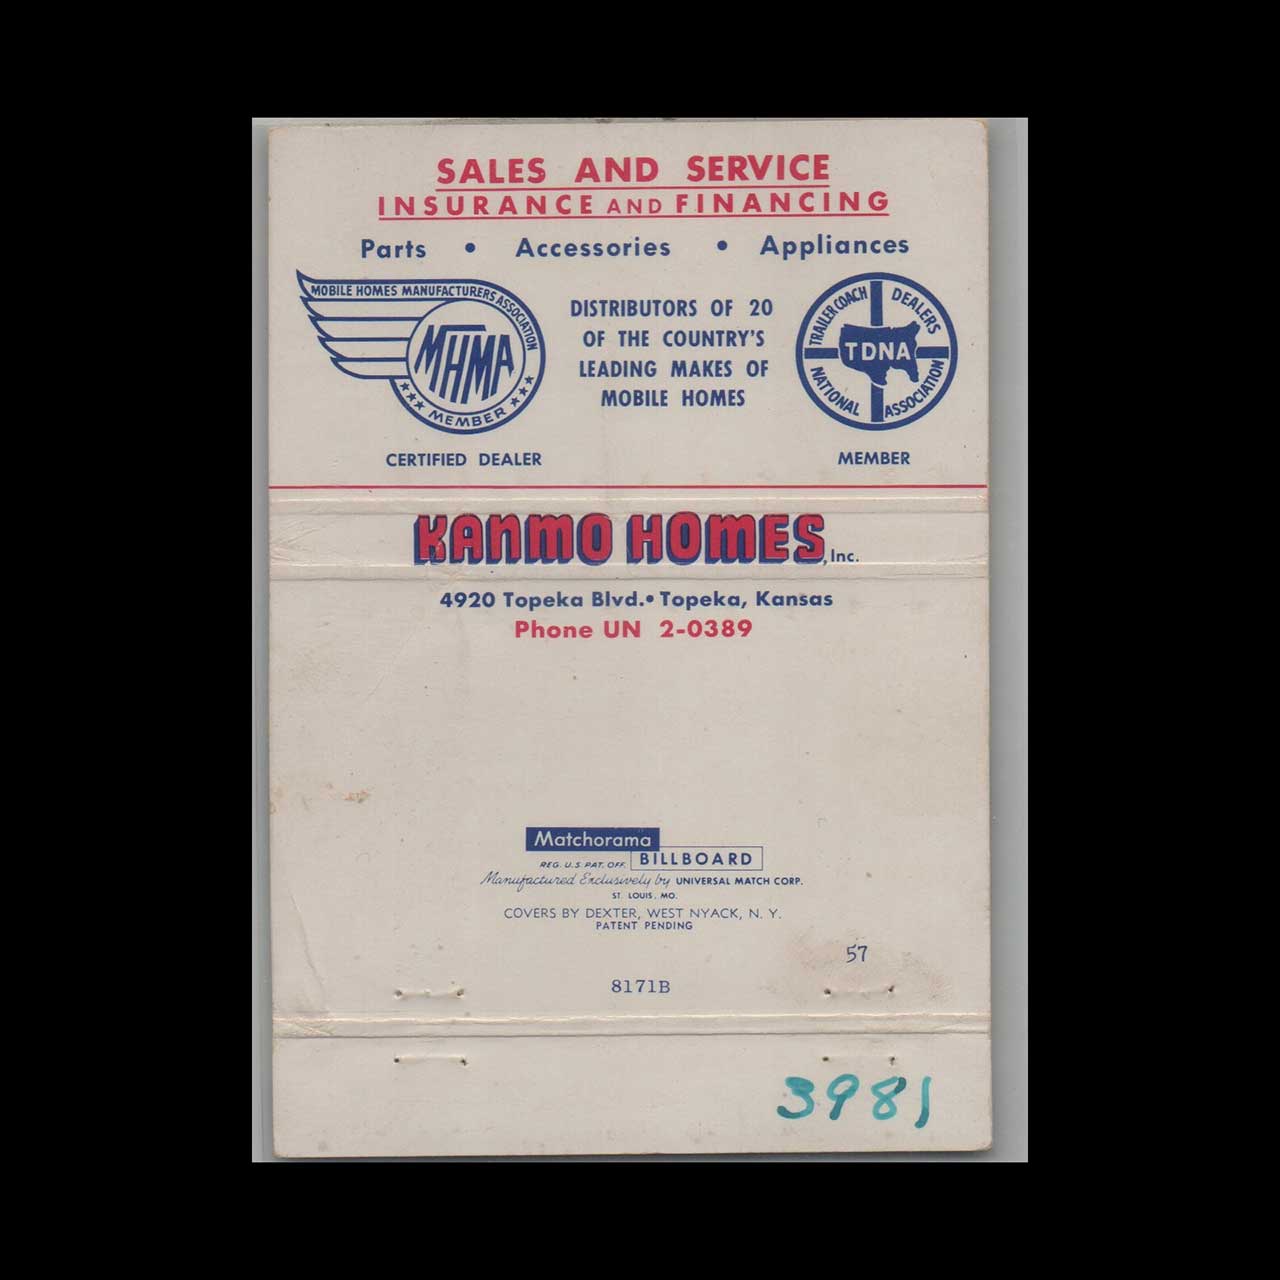 SALES AND SERVICE
INSURANCE AND FINANCING
Parts • Accessories • Appliances
MOBILE HOMES MANUFACTURERS ASSOCIATION
MHMA
MEMBER
CERTIFIED DEALER
DISTRIBUTORS OF 20
OF THE COUNTRY'S
LEADING MAKES OF
MOBILE HOMES
TRAILER COACH DEALERS
TDNA
NATIONAL ASSOCIATION
MEMBER
KANMO HOMES, Inc.
4920 Topeka Blvd. • Topeka, Kansas
Phone UN 2-0389
Matchorama
REG. U.S. PAT. OFF. BILLBOARD
Manufactured Exclusively by UNIVERSAL MATCH CORP.
ST. LOUIS, MO.
COVERS BY DEXTER, WEST NYACK, N. Y.
PATENT PENDING
57
8171B
3981